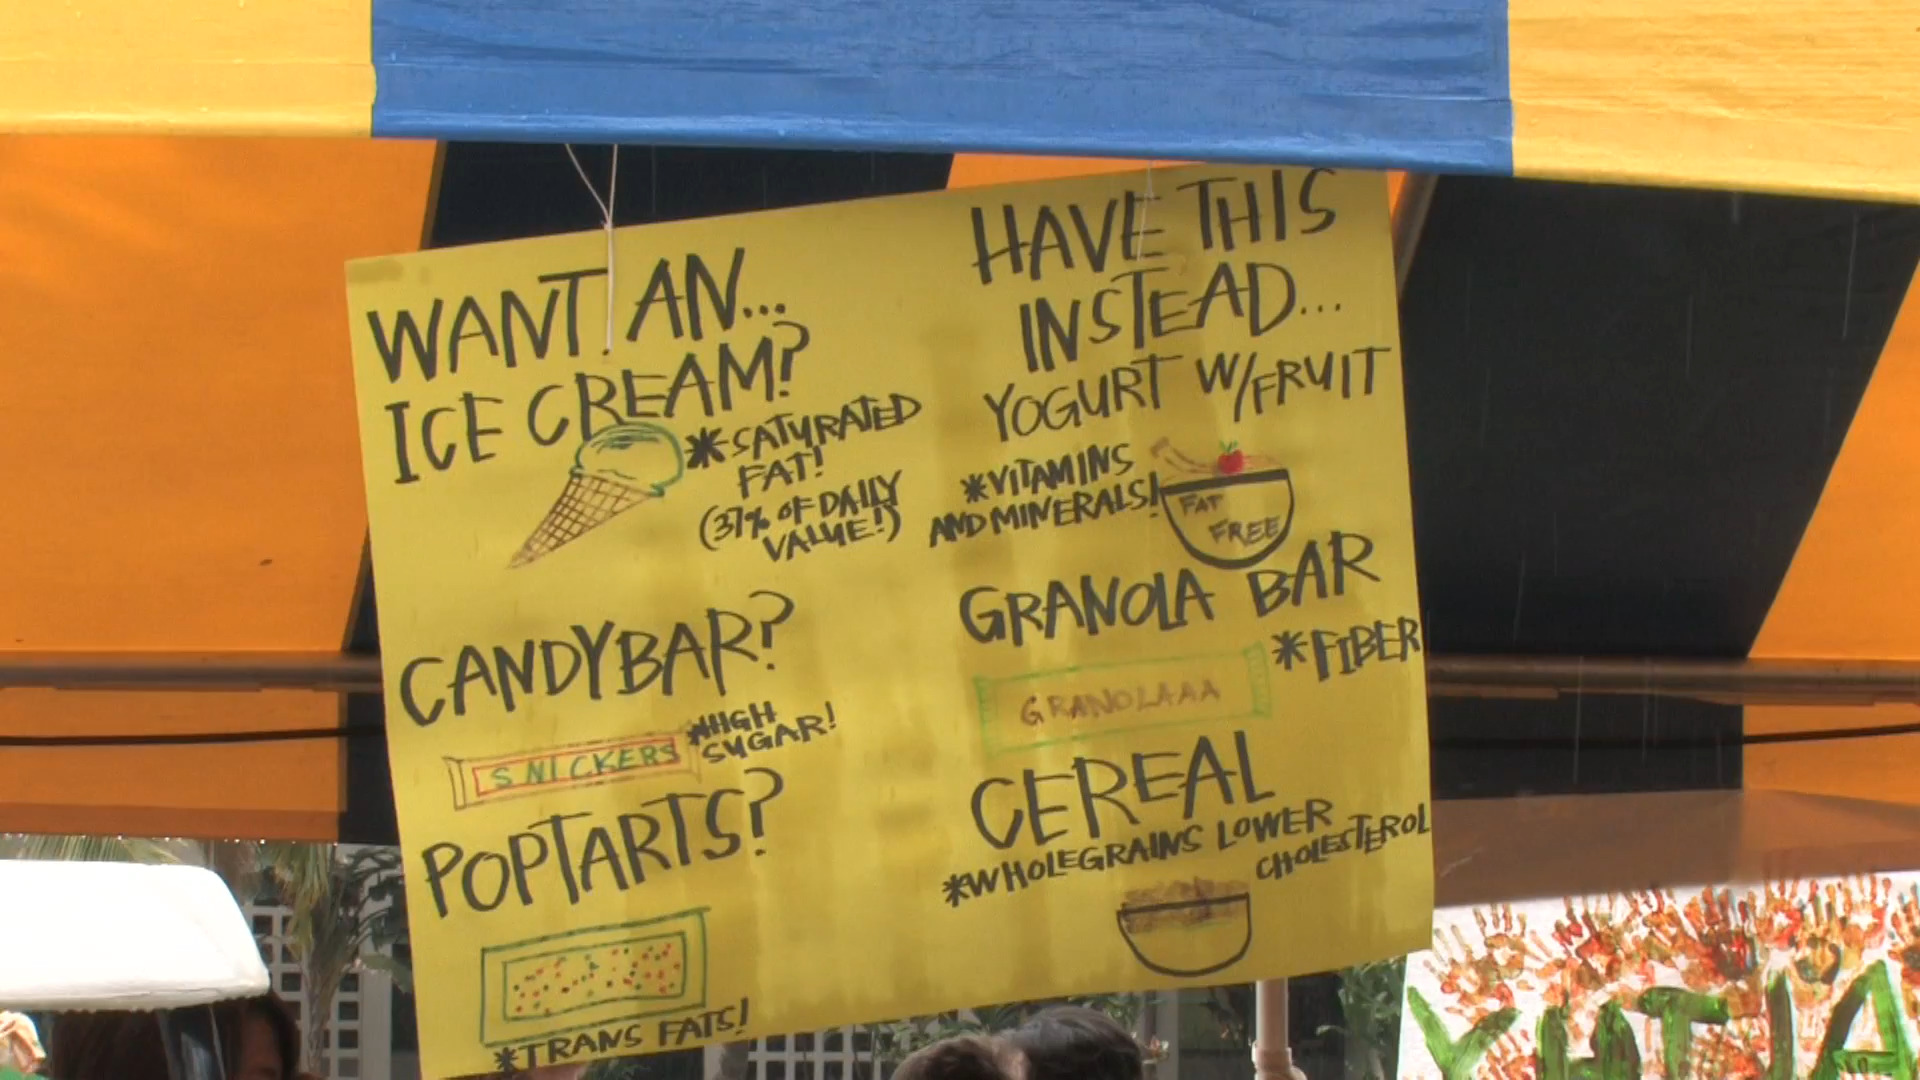 WANT AN...
ICE CREAM?
*SATURATED
FAT!
(37% OF DAILY
VALUE!)
CANDYBAR?
SNICKERS
*HIGH
SUGAR!
POPTARTS?
*TRANS FATS!
HAVE THIS
INSTEAD...
YOGURT W/FRUIT
*VITAMINS
AND MINERALS!
FAT
FREE
GRANOLA BAR
*FIBER
GRANOLAAA
CEREAL
*WHOLEGRAINS LOWER
CHOLESTEROL